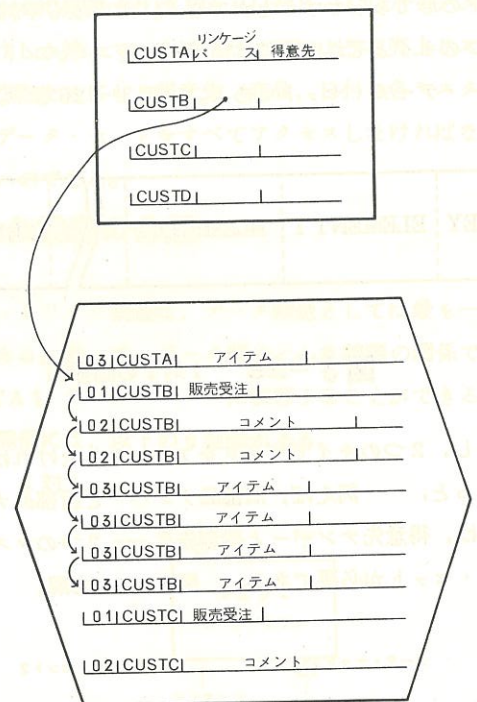 リンケージ
CUSTA パス 得意先
CUSTB
CUSTC
CUSTD
03 CUSTA アイテム
01 CUSTB 販売受注
02 CUSTB コメント
02 CUSTB コメント
03 CUSTB アイテム
03 CUSTB アイテム
03 CUSTB アイテム
03 CUSTB アイテム
01 CUSTC 販売受注
02 CUSTC コメント